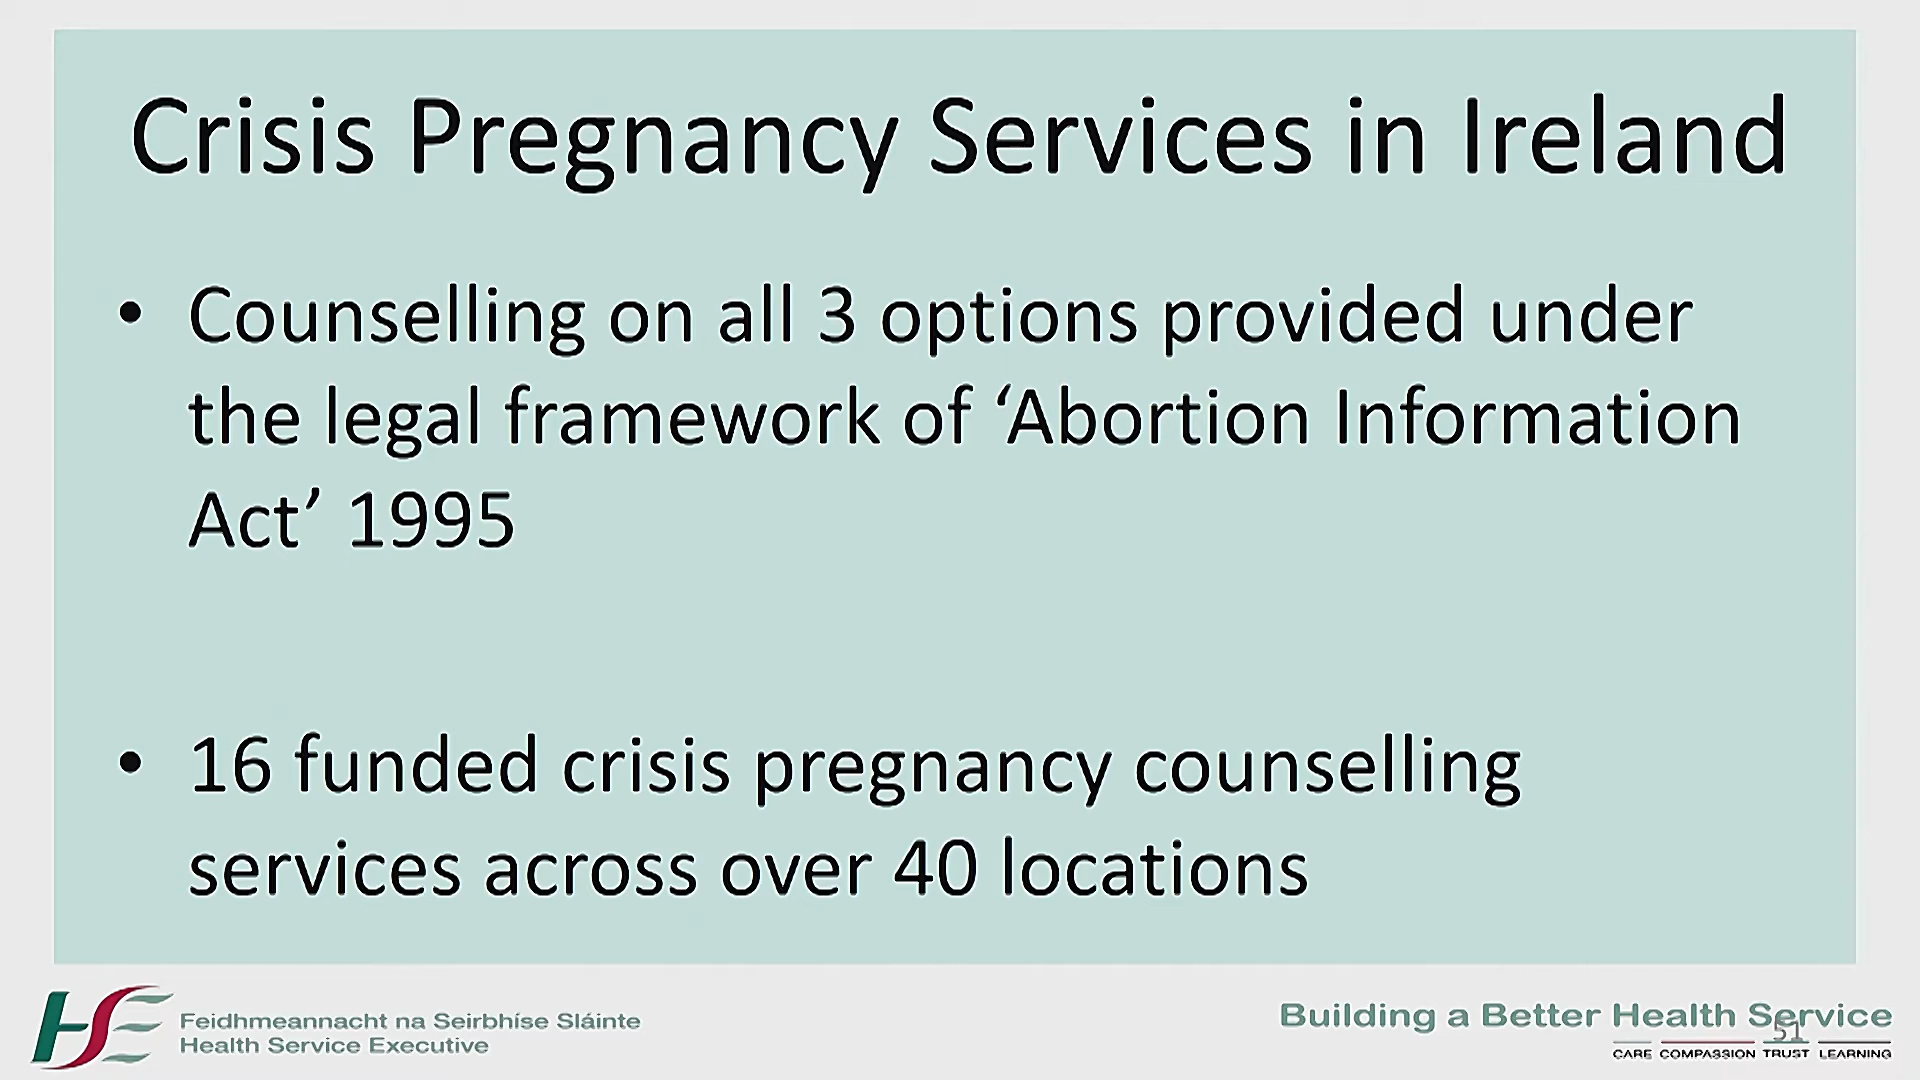 Crisis Pregnancy Services in Ireland
• Counselling on all 3 options provided under
the legal framework of ‘Abortion Information
Act’ 1995
• 16 funded crisis pregnancy counselling
services across over 40 locations
Feidhmeannacht na Seirbhíse Sláinte
Health Service Executive
Building a Better Health Service
51
CARE COMPASSION TRUST LEARNING